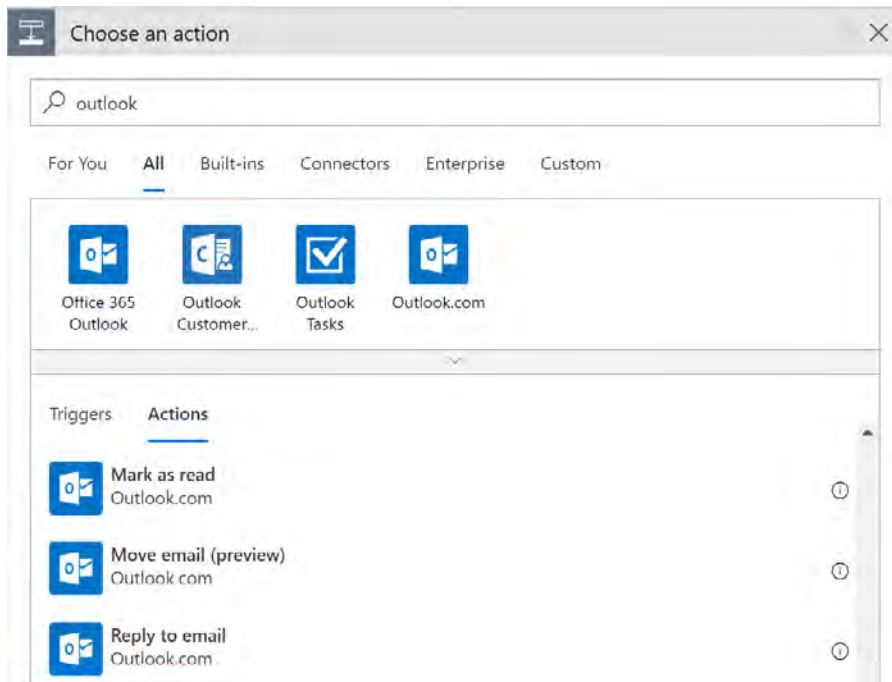 Choose an action
outlook
For You All Built-ins Connectors Enterprise Custom
Office 365 Outlook Outlook Outlook.com
Outlook Customer... Tasks
Triggers Actions
Mark as read
Outlook.com
Move email (preview)
Outlook.com
Reply to email
Outlook.com